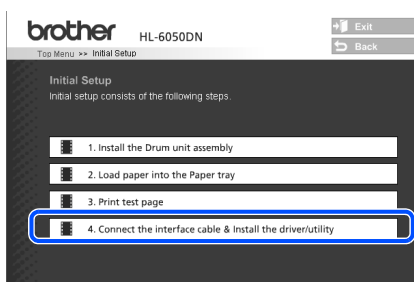 brother HL-6050DN
Exit
Back
Top Menu >> Initial Setup
Initial Setup
Initial setup consists of the following steps.
1. Install the Drum unit assembly
2. Load paper into the Paper tray
3. Print test page
4. Connect the interface cable & Install the driver/utility